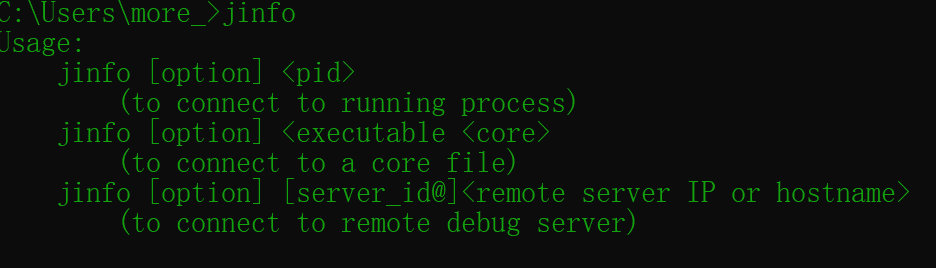 C:\Users\more_>jinfo
Usage:
    jinfo [option] <pid>
        (to connect to running process)
    jinfo [option] <executable <core>
        (to connect to a core file)
    jinfo [option] [server_id@]<remote server IP or hostname>
        (to connect to remote debug server)